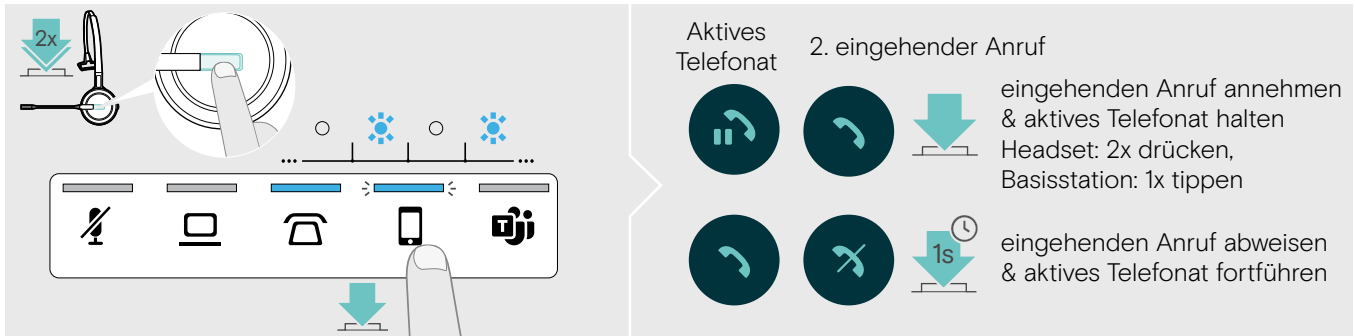 2x
Aktives
Telefonat
2. eingehender Anruf
eingehenden Anruf annehmen
& aktives Telefonat halten
Headset: 2x drücken,
Basisstation: 1x tippen
1s
eingehenden Anruf abweisen
& aktives Telefonat fortführen
...
...
T